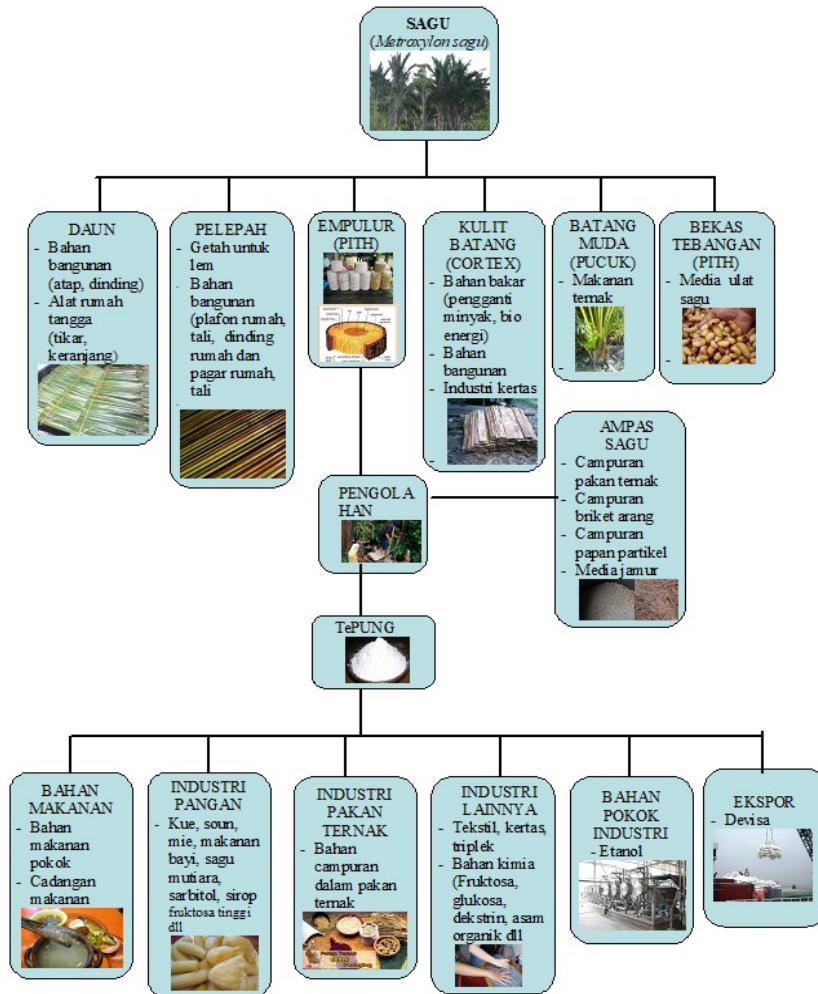 SAGU
(Metroxylon sagu)
DAUN
- Bahan
bangunan
(atap, dinding)
- Alat rumah
tangga
(tikar,
keranjang)
PELEPAH
- Getah untuk
lem
- Bahan
bangunan
(plafon rumah,
tali, dinding
rumah dan
pagar rumah,
tali
-
EMPULUR
(PITH)
KULIT
BATANG
(CORTEX)
- Bahan bakar
(pengganti
minyak, bio
energi)
- Bahan
bangunan
- Industri kertas
-
BATANG
MUDA
(PUCUK)
- Makanan
ternak
-
BEKAS
TEBANGAN
(PITH)
- Media ulat
sagu
-
PENGOLA
HAN
AMPAS
SAGU
- Campuran
pakan ternak
- Campuran
briket arang
- Campuran
papan partikel
- Media jamur
TePUNG
BAHAN
MAKANAN
- Bahan
makanan
pokok
- Cadangan
makanan
INDUSTRI
PANGAN
- Kue, soun,
mie, makanan
bayi, sagu
mutiara,
sarbitol, sirop
fruktosa tinggi
dll
INDUSTRI
PAKAN
TERNAK
- Bahan
campuran
dalam pakan
ternak
INDUSTRI
LAINNYA
- Tekstil, kertas,
triplek
- Bahan kimia
(Fruktosa,
glukosa,
dekstrin, asam
organik dll
BAHAN
POKOK
INDUSTRI
- Etanol
EKSPOR
- Devisa